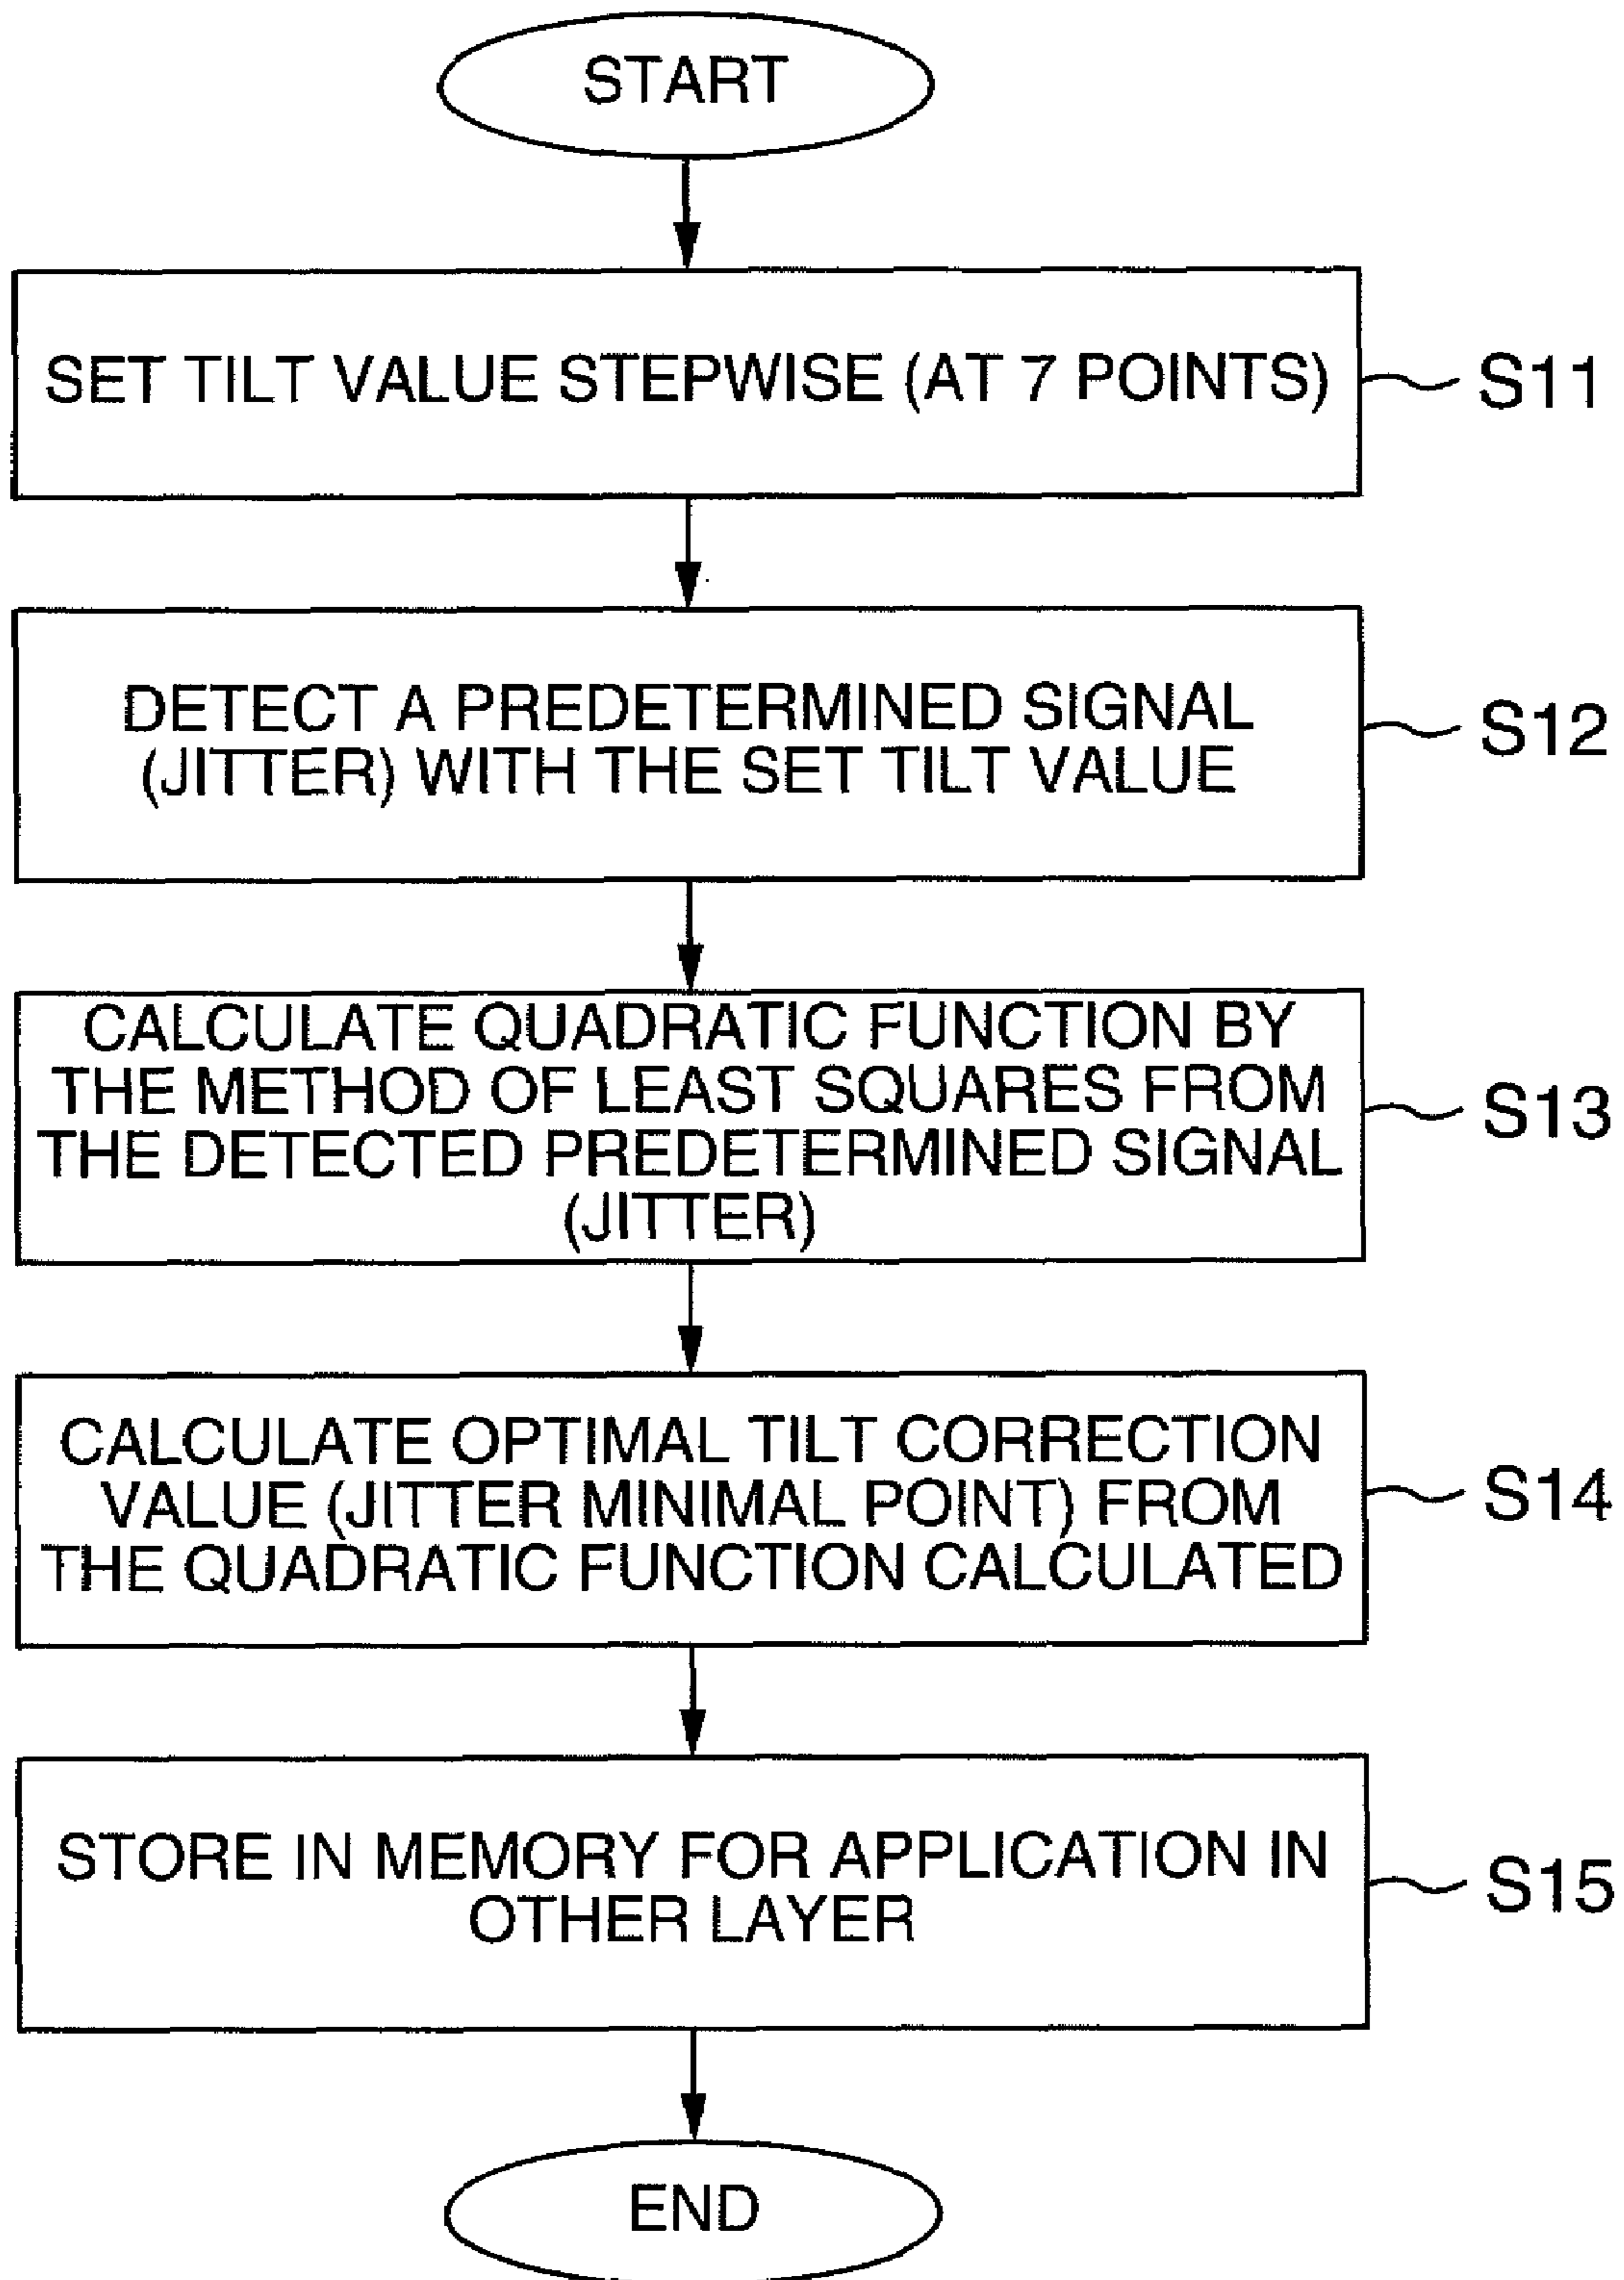 START
SET TILT VALUE STEPWISE (AT 7 POINTS)
S11
DETECT A PREDETERMINED SIGNAL
(JITTER) WITH THE SET TILT VALUE
S12
CALCULATE QUADRATIC FUNCTION BY
THE METHOD OF LEAST SQUARES FROM
THE DETECTED PREDETERMINED SIGNAL
(JITTER)
S13
CALCULATE OPTIMAL TILT CORRECTION
VALUE (JITTER MINIMAL POINT) FROM
THE QUADRATIC FUNCTION CALCULATED
S14
STORE IN MEMORY FOR APPLICATION IN
OTHER LAYER
S15
END